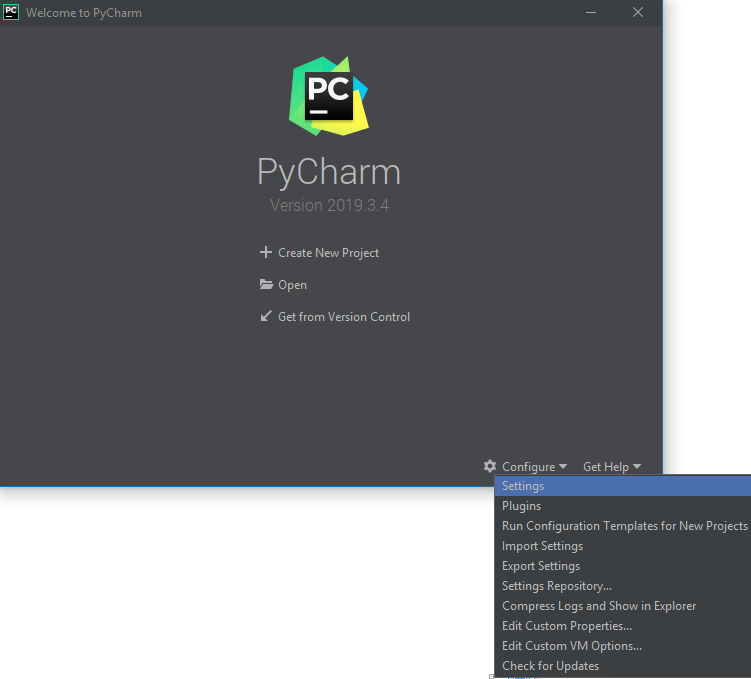 PC Welcome to PyCharm
PC
PyCharm
Version 2019.3.4
Create New Project
Open
Get from Version Control
Configure Get Help
Settings
Plugins
Run Configuration Templates for New Projects
Import Settings
Export Settings
Settings Repository...
Compress Logs and Show in Explorer
Edit Custom Properties...
Edit Custom VM Options...
Check for Updates